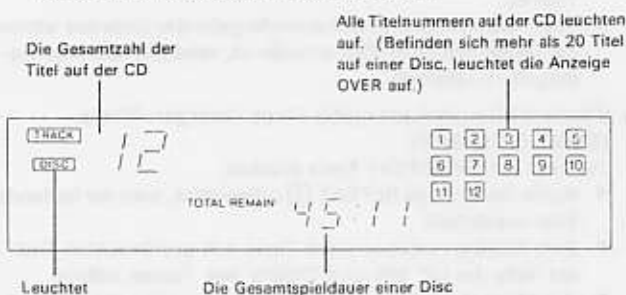 Alle Titelnummern auf der CD leuchten
auf. (Befinden sich mehr als 20 Titel
auf einer Disc, leuchtet die Anzeige
OVER auf.)
Die Gesamtzahl der
Titel auf der CD
TRACK
DISC
12
1 2 3 4 5
6 7 8 9 10
11 12
TOTAL REMAIN
45:11
Leuchtet
Die Gesamtspieldauer einer Disc